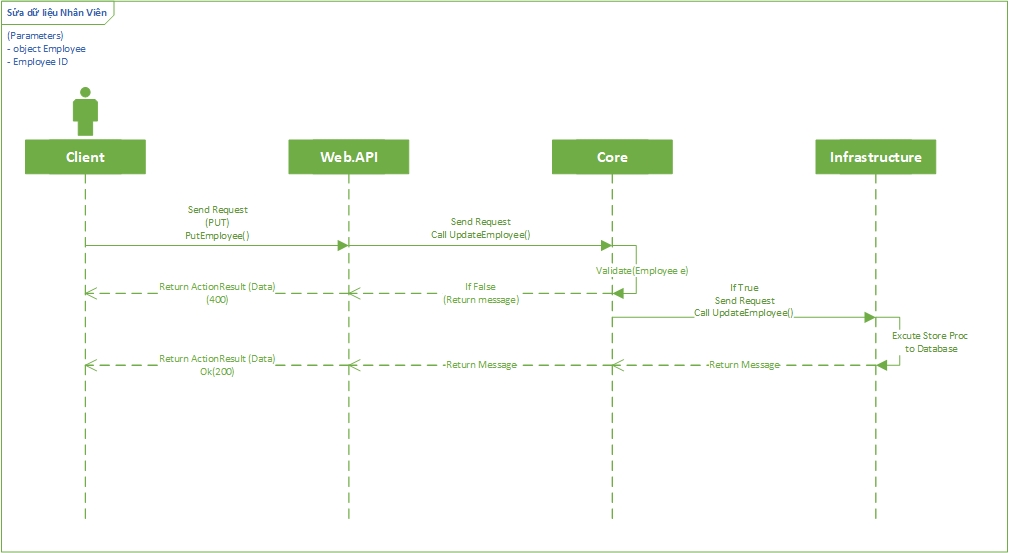 Sửa dữ liệu Nhân Viên
(Parameters)
- object Employee
- Employee ID
Client
Web.API
Core
Infrastructure
Send Request
(PUT)
PutEmployee()
Send Request
Call UpdateEmployee()
Validate(Employee e)
Return ActionResult (Data)
(400)
If False
(Return message)
If True
Send Request
Call UpdateEmployee()
Excute Store Proc
to Database
Return ActionResult (Data)
Ok(200)
Return Message
Return Message